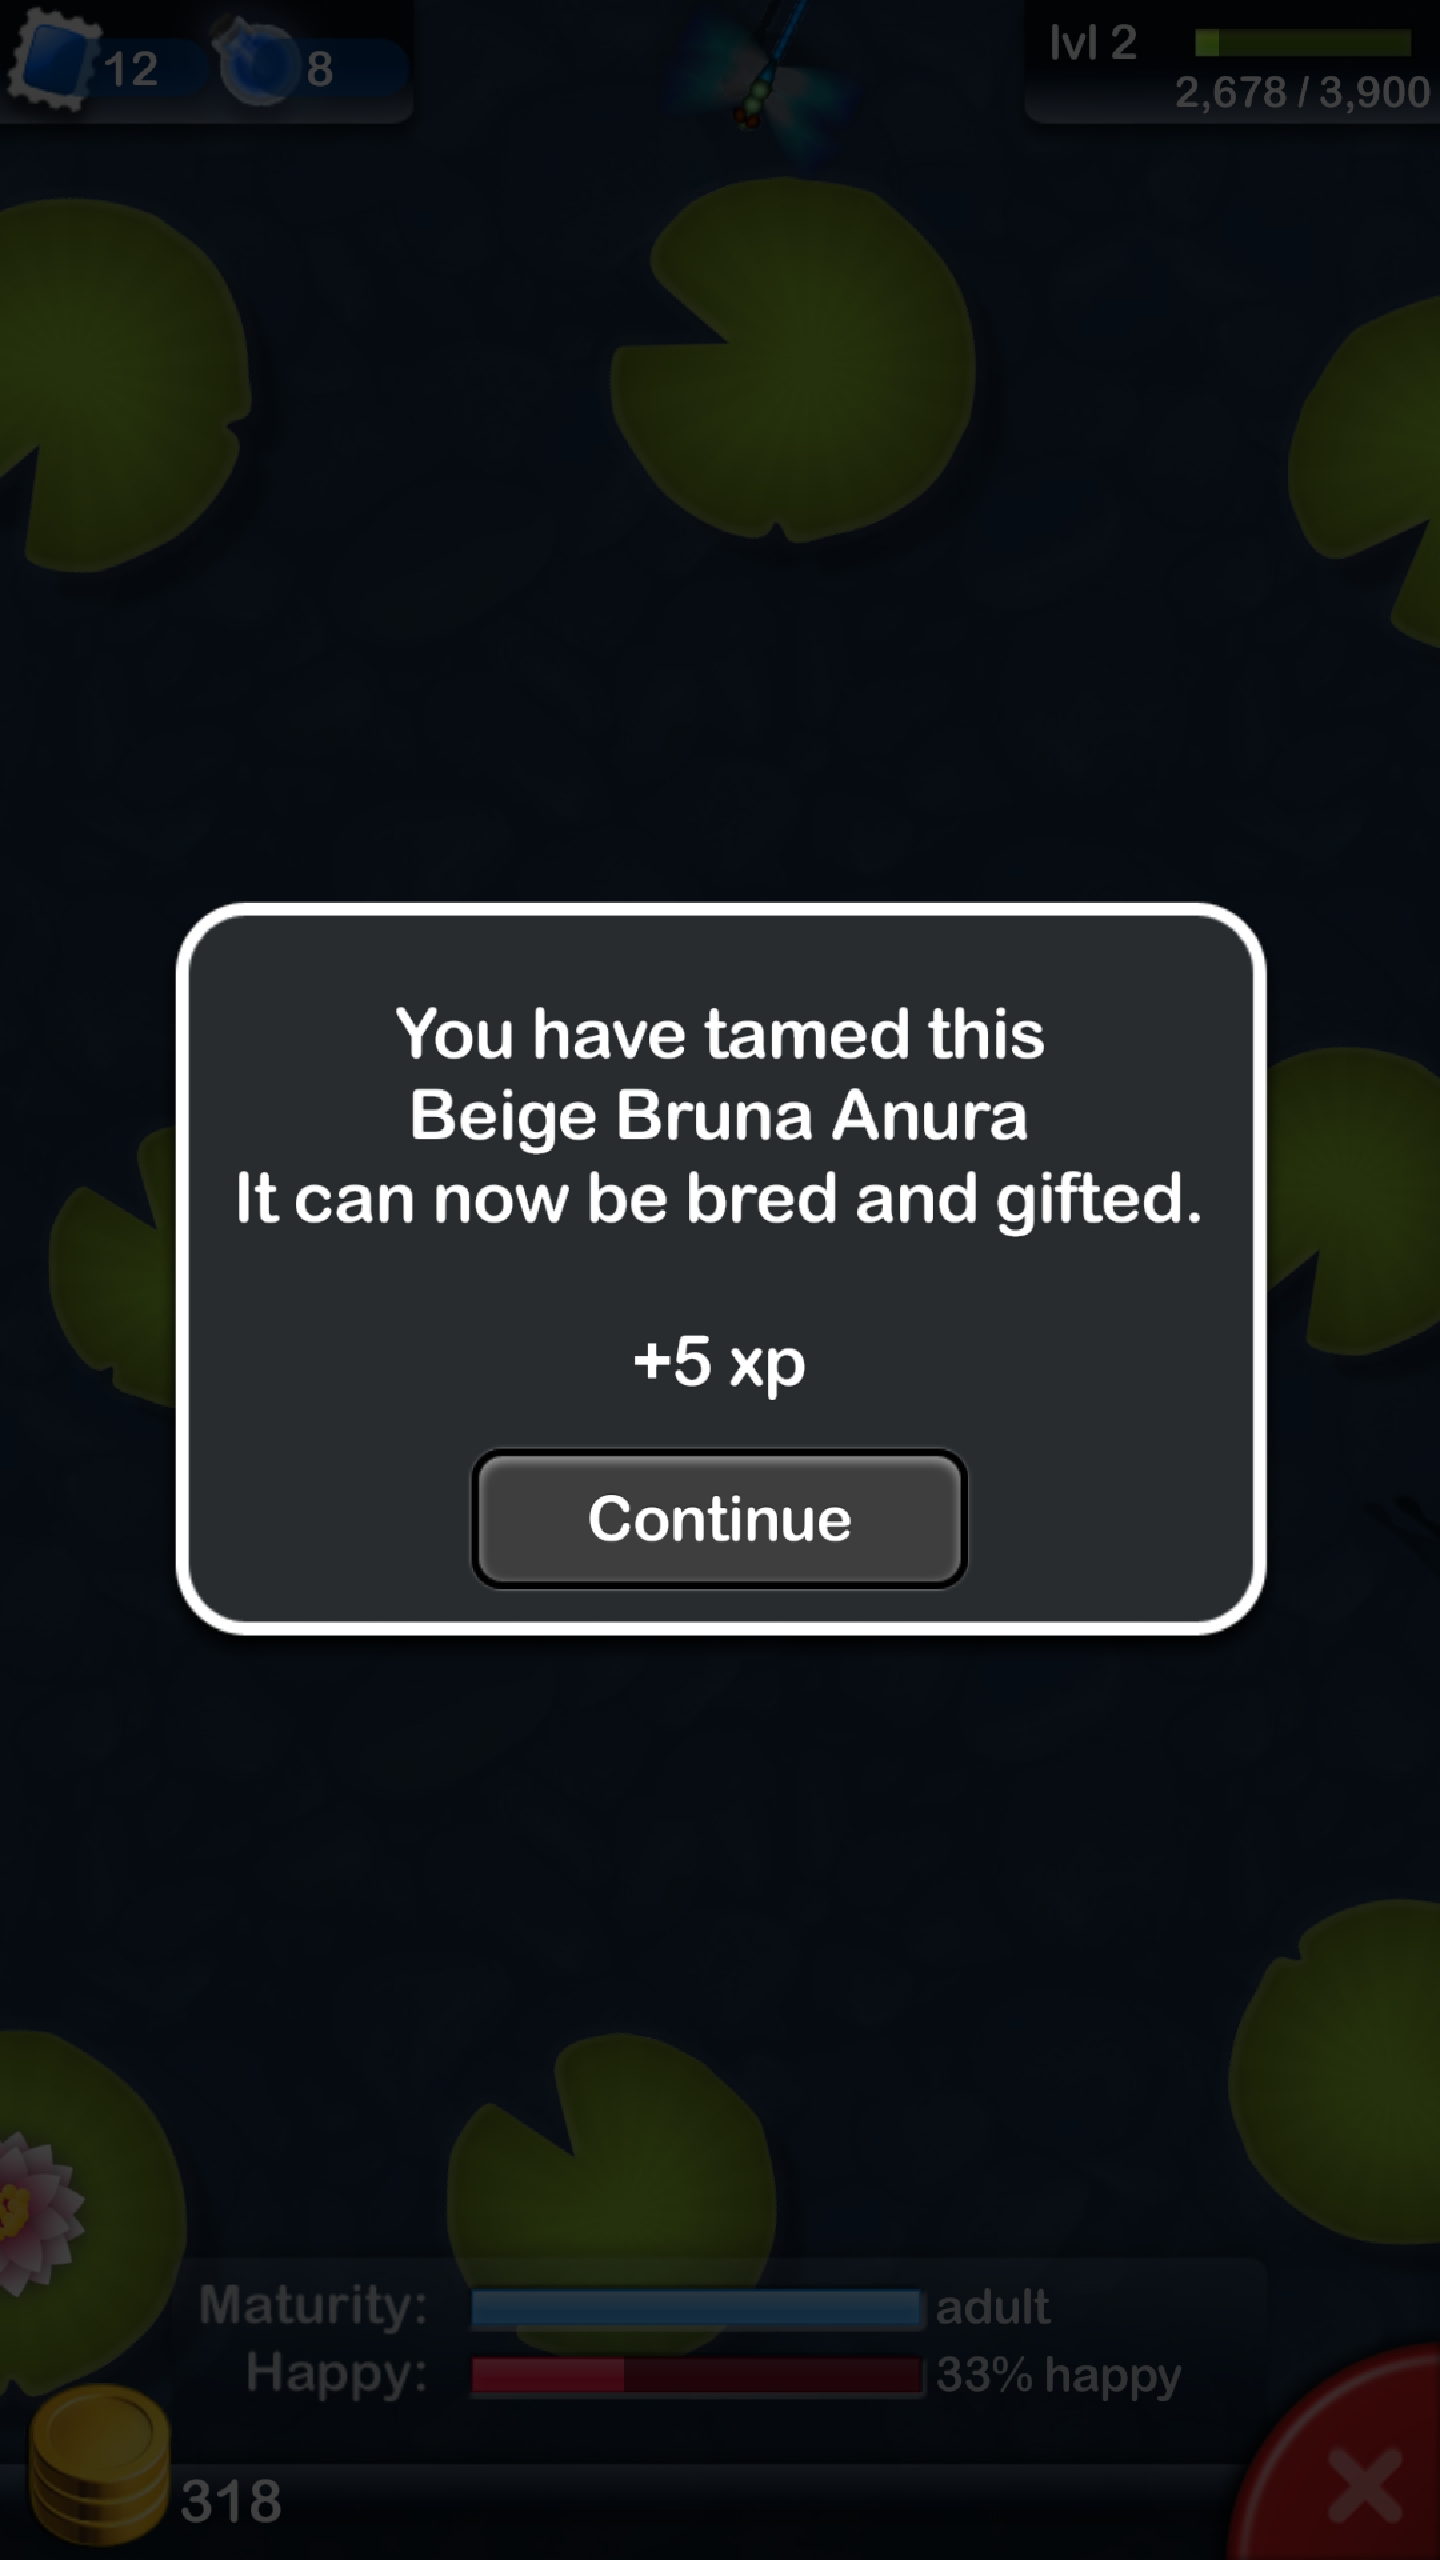 12
8
lvl 2
2,678 / 3,900
You have tamed this
Beige Bruna Anura
It can now be bred and gifted.
+5 xp
Continue
Maturity: adult
Happy: 33% happy
318